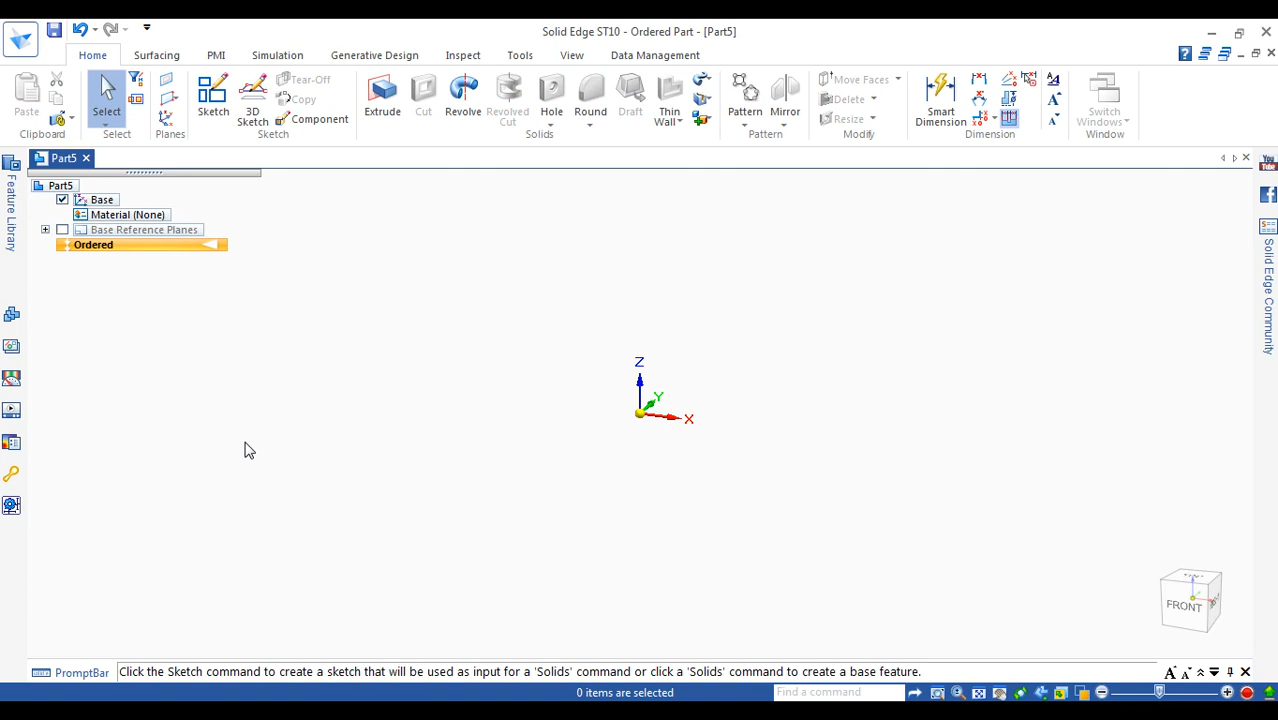 Solid Edge ST10 - Ordered Part - [Part5]
Home Surfacing PMI Simulation Generative Design Inspect Tools View Data Management
Paste Select Sketch 3D Sketch Tear-Off Copy Component Extrude Cut Revolve Revolved Cut Hole Round Draft Thin Wall Pattern Mirror Move Faces Delete Resize Smart Dimension Switch Windows
Clipboard Select Planes Sketch Solids Pattern Modify Dimension Window
Part5
Part5
Base
Material (None)
Base Reference Planes
Ordered
Feature Library
You Tube
Solid Edge Community
Z
Y
X
FRONT
PromptBar Click the Sketch command to create a sketch that will be used as input for a 'Solids' command or click a 'Solids' command to create a base feature.
0 items are selected Find a command